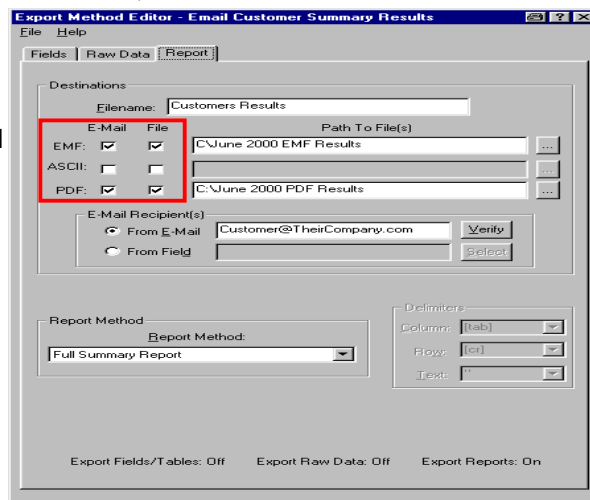 Export Method Editor - Email Customer Summary Results
File Help
Fields Raw Data Report
Destinations
Filename: Customers Results
E-Mail File Path To File(s)
EMF: C\June 2000 EMF Results ...
ASCII: ...
PDF: C:\June 2000 PDF Results ...
E-Mail Recipient(s)
From E-Mail Customer@TheirCompany.com Verify
From Field Select
Report Method
Report Method:
Full Summary Report
Delimiters
Column: [tab]
Row: [cr]
Text: "
Export Fields/Tables: Off Export Raw Data: Off Export Reports: On